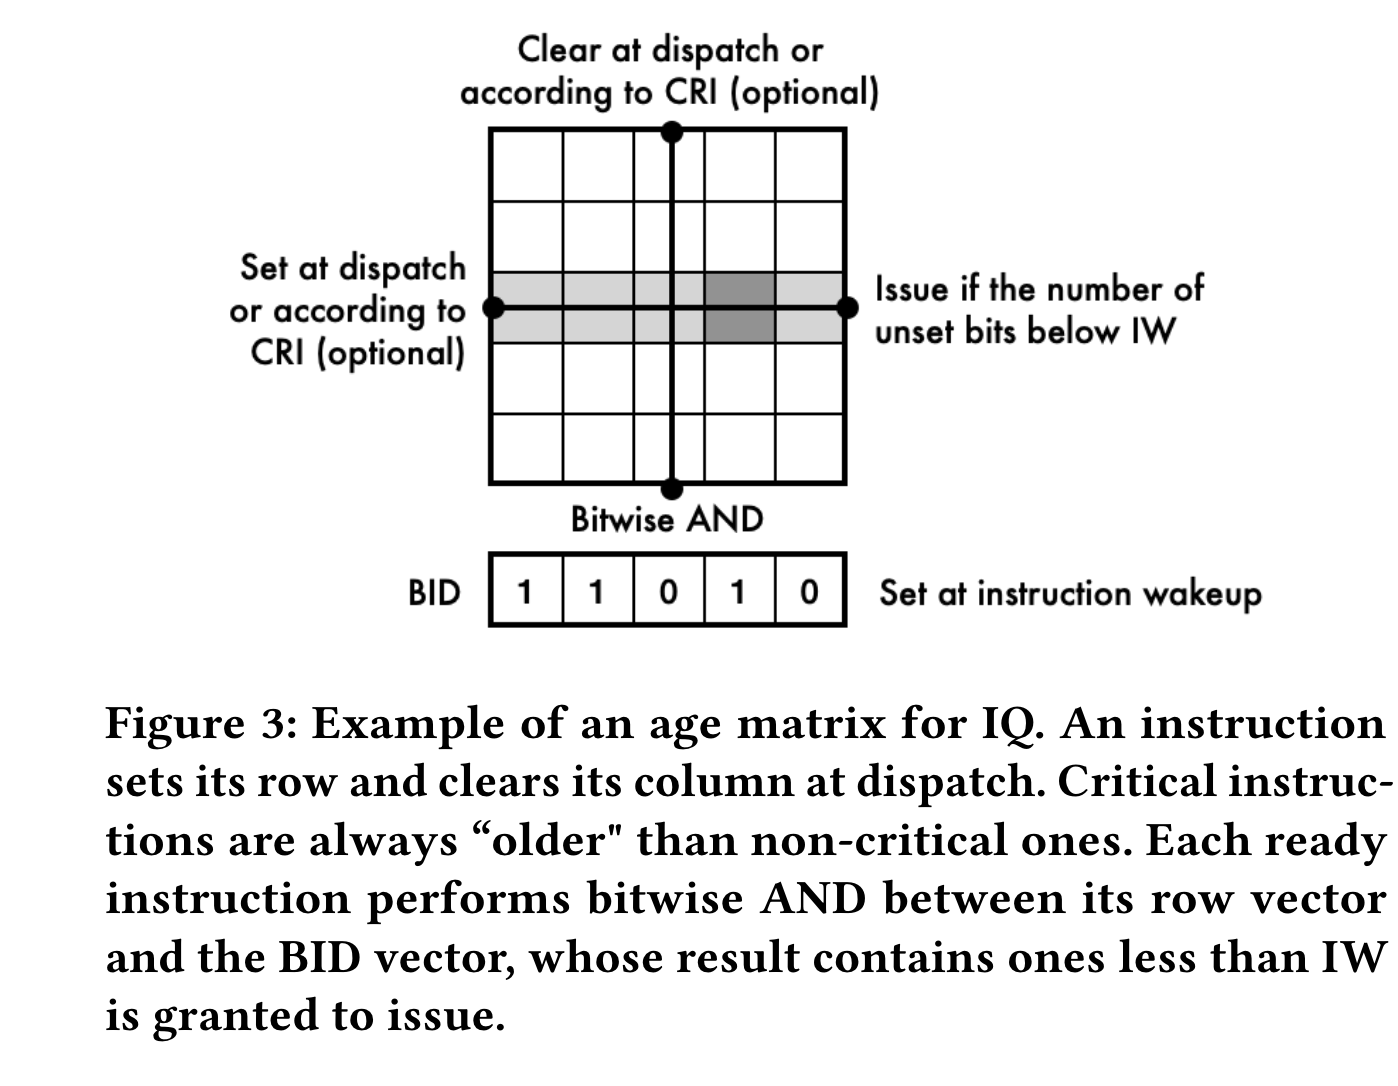 Clear at dispatch or
according to CRI (optional)
Set at dispatch
or according to
CRI (optional)
Issue if the number of
unset bits below IW
Bitwise AND
BID 1 1 0 1 0 Set at instruction wakeup
Figure 3: Example of an age matrix for IQ. An instruction
sets its row and clears its column at dispatch. Critical instruc-
tions are always “older" than non-critical ones. Each ready
instruction performs bitwise AND between its row vector
and the BID vector, whose result contains ones less than IW
is granted to issue.